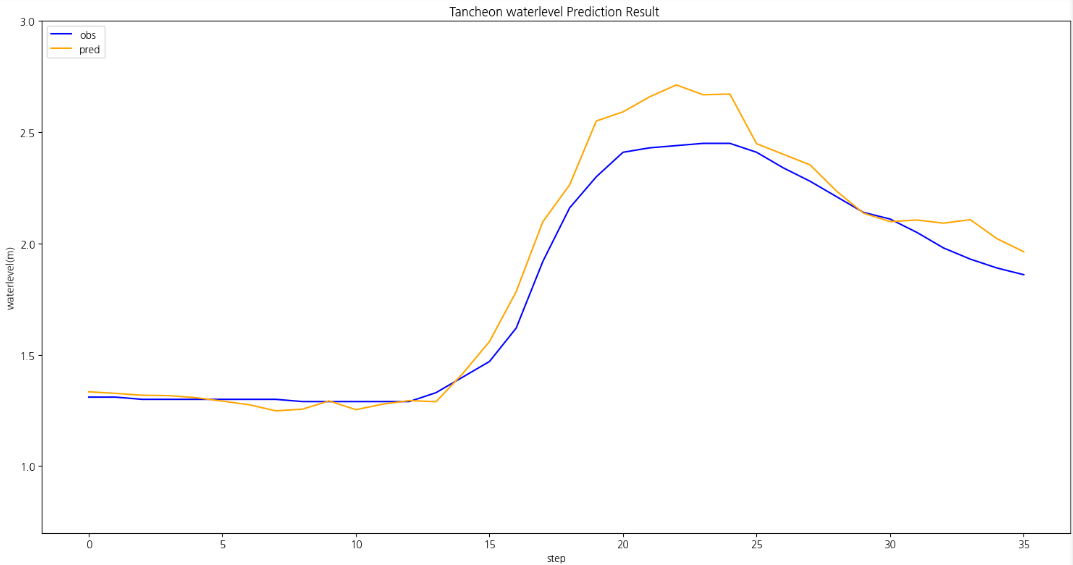 Tancheon waterlevel Prediction Result
obs
pred
3.0
2.5
2.0
1.5
1.0
waterlevel(m)
0 5 10 15 20 25 30 35
step